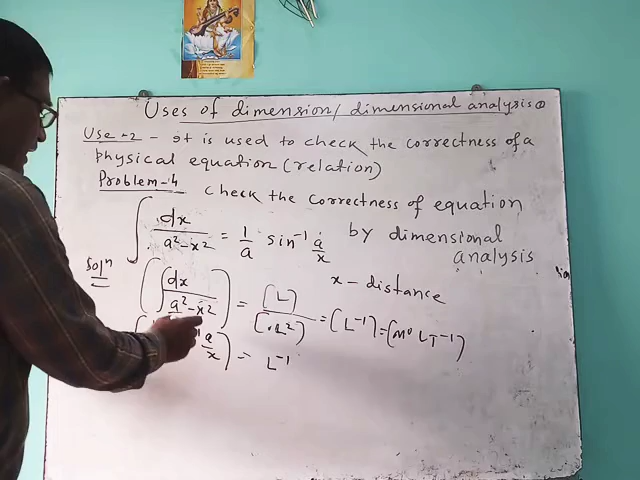 Uses of dimension/dimensional analysis
Use-2 - It is used to check the correctness of a
physical equation (relation)
Problem-4 Check the correctness of equation
∫ dx/(a²-x²) = 1/a sin⁻¹ a/x by dimensional
analysis
x - distance
Solⁿ
(∫ dx/(a²-x²)) = [L]/[L²] = [L⁻¹] = [M⁰ L T⁻¹)
a/x) = L⁻¹